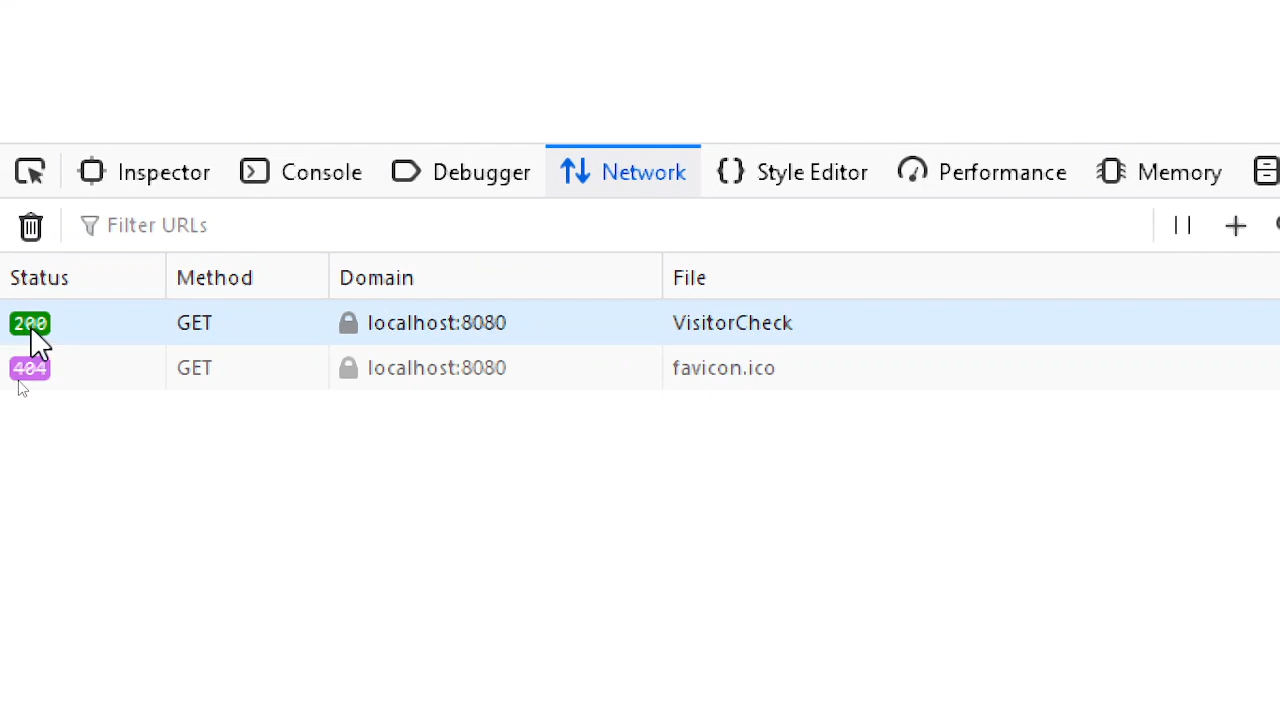 Inspector Console Debugger Network Style Editor Performance Memory
Filter URLs
Status Method Domain File
200 GET localhost:8080 VisitorCheck
404 GET localhost:8080 favicon.ico